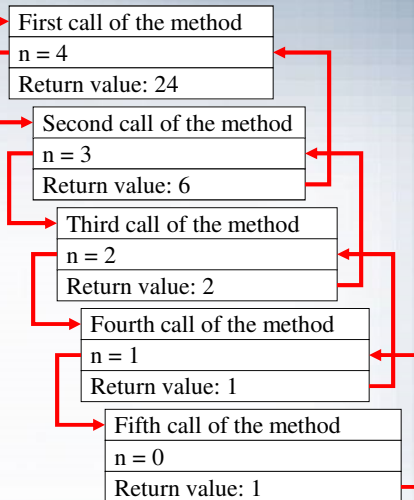 First call of the method
n = 4
Return value: 24
Second call of the method
n = 3
Return value: 6
Third call of the method
n = 2
Return value: 2
Fourth call of the method
n = 1
Return value: 1
Fifth call of the method
n = 0
Return value: 1